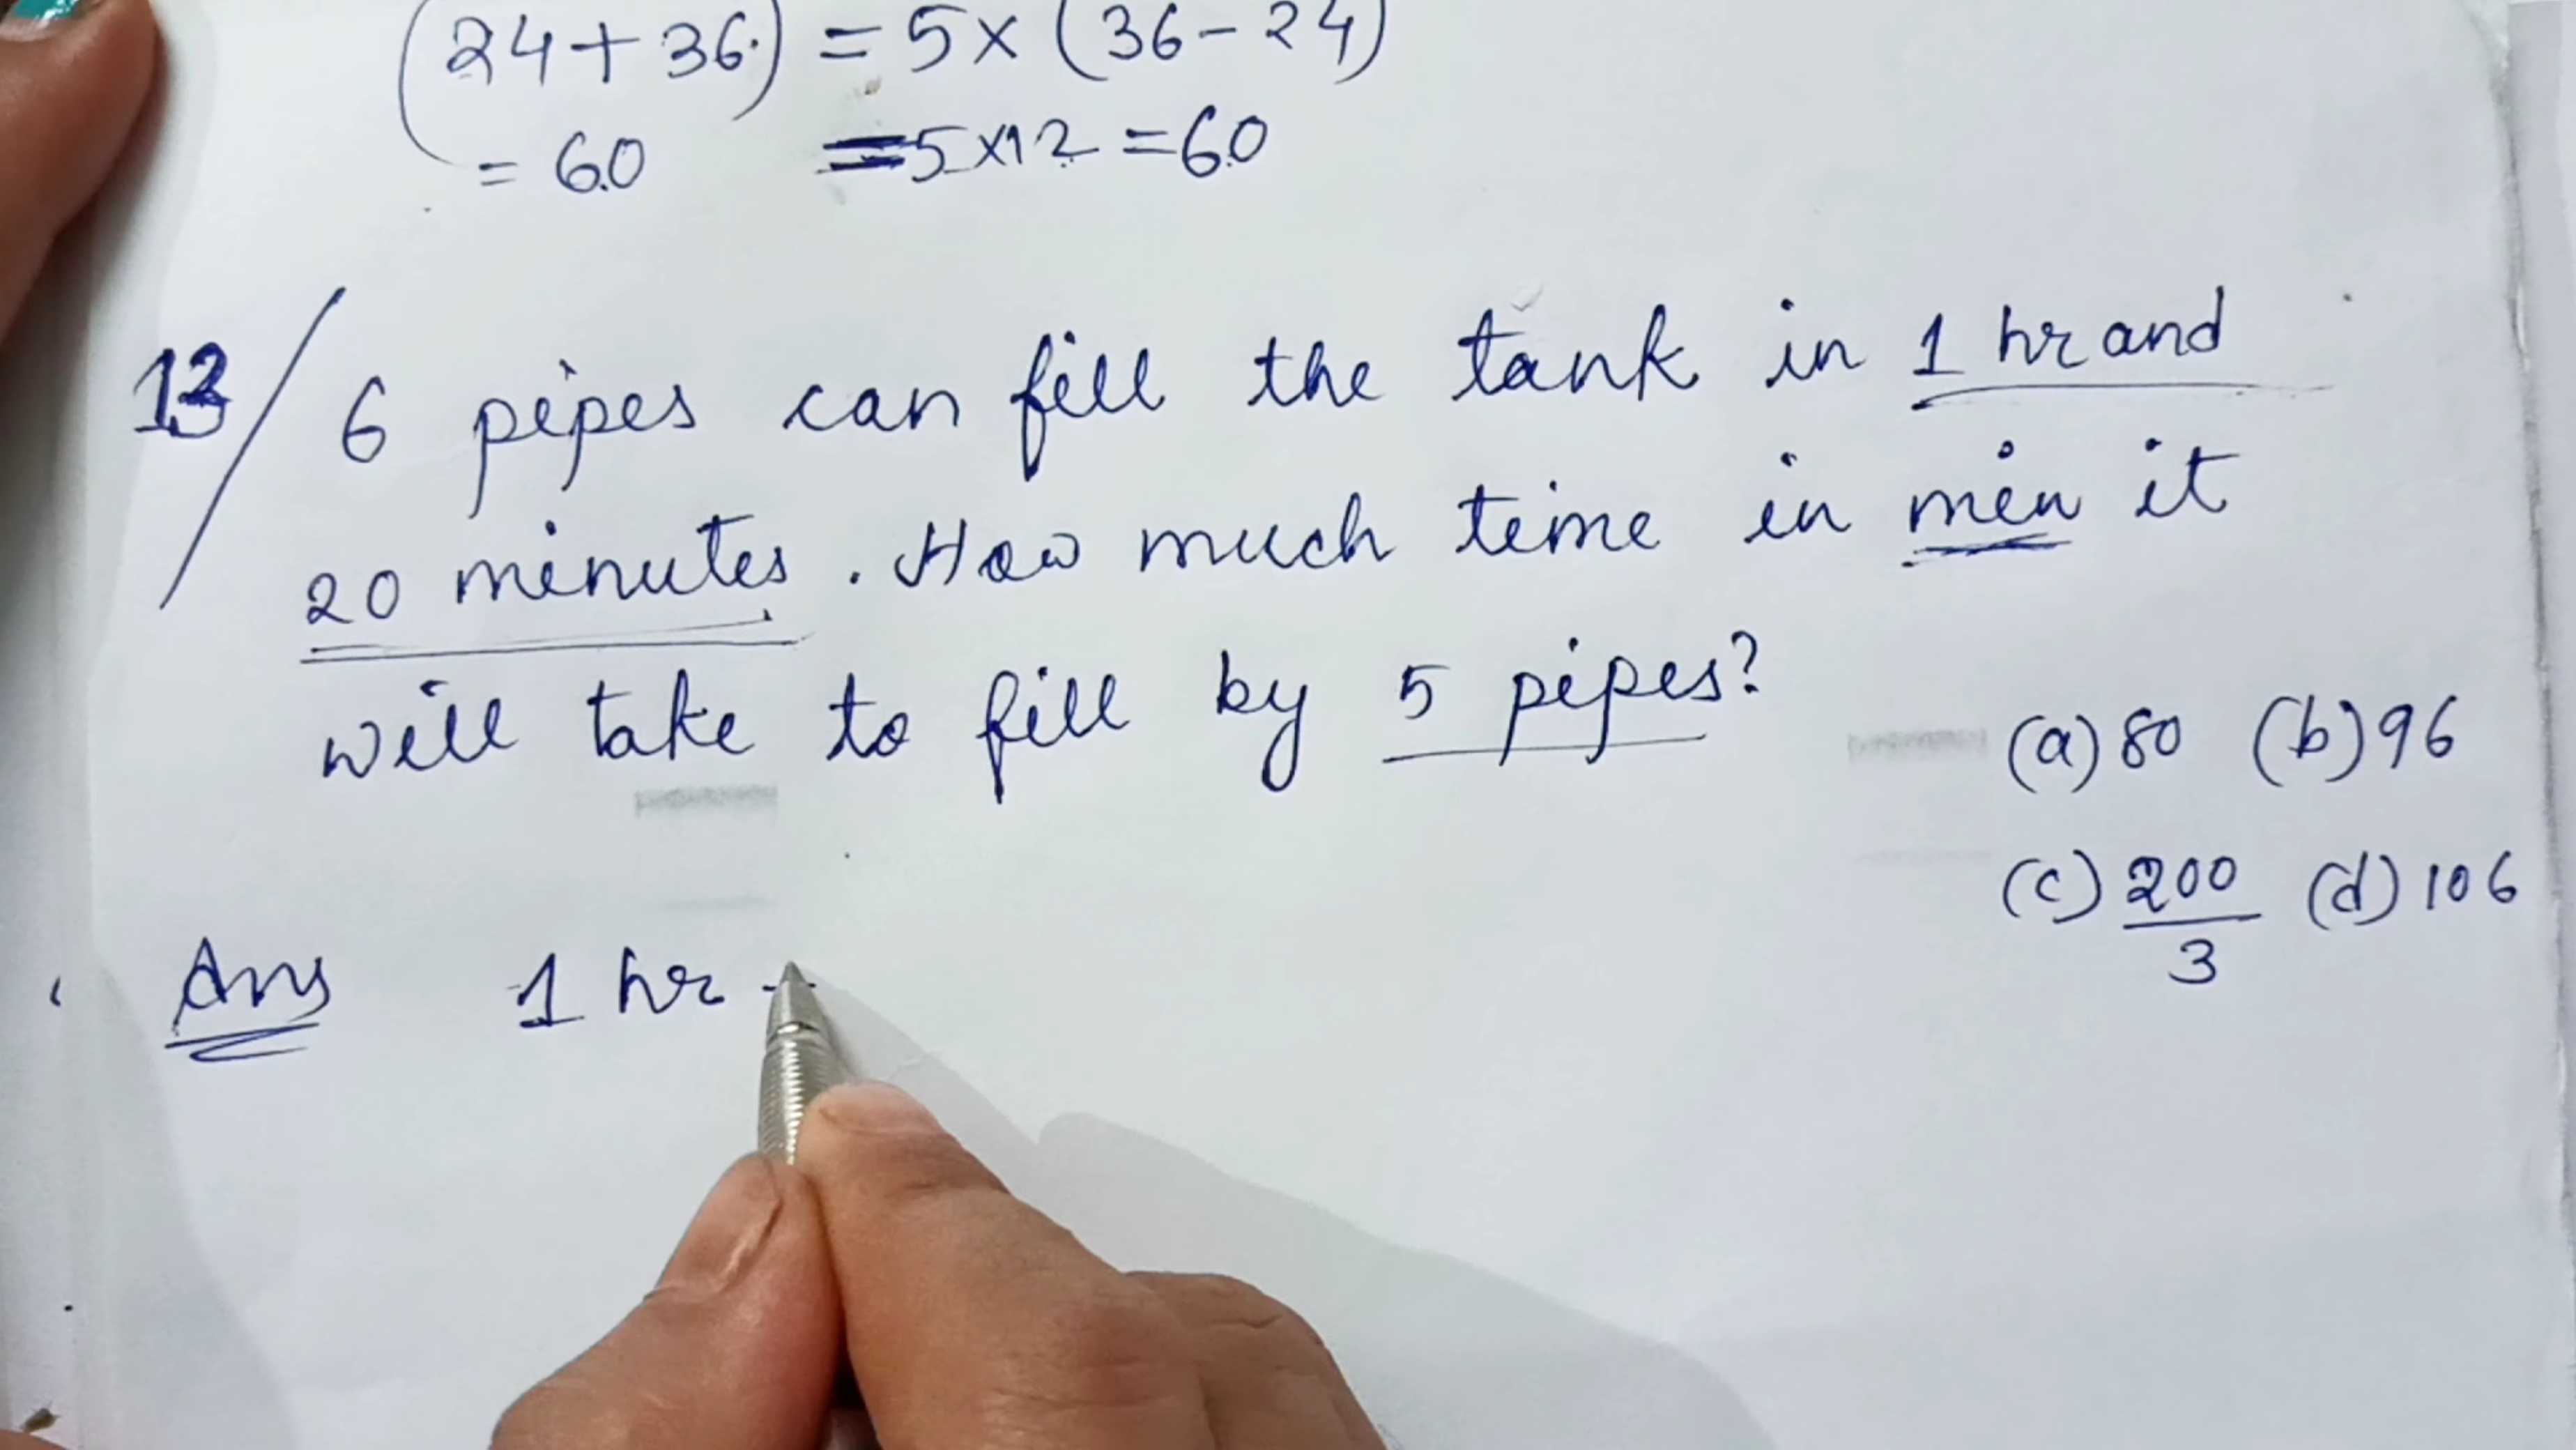 (24+36) = 5×(36-24)
= 60 =5×12 =60
13/ 6 pipes can fill the tank in 1 hr and
20 minutes. How much time in min it
will take to fill by 5 pipes?
(a) 80 (b) 96
(c) 200/3 (d) 106
Ans 1 hr